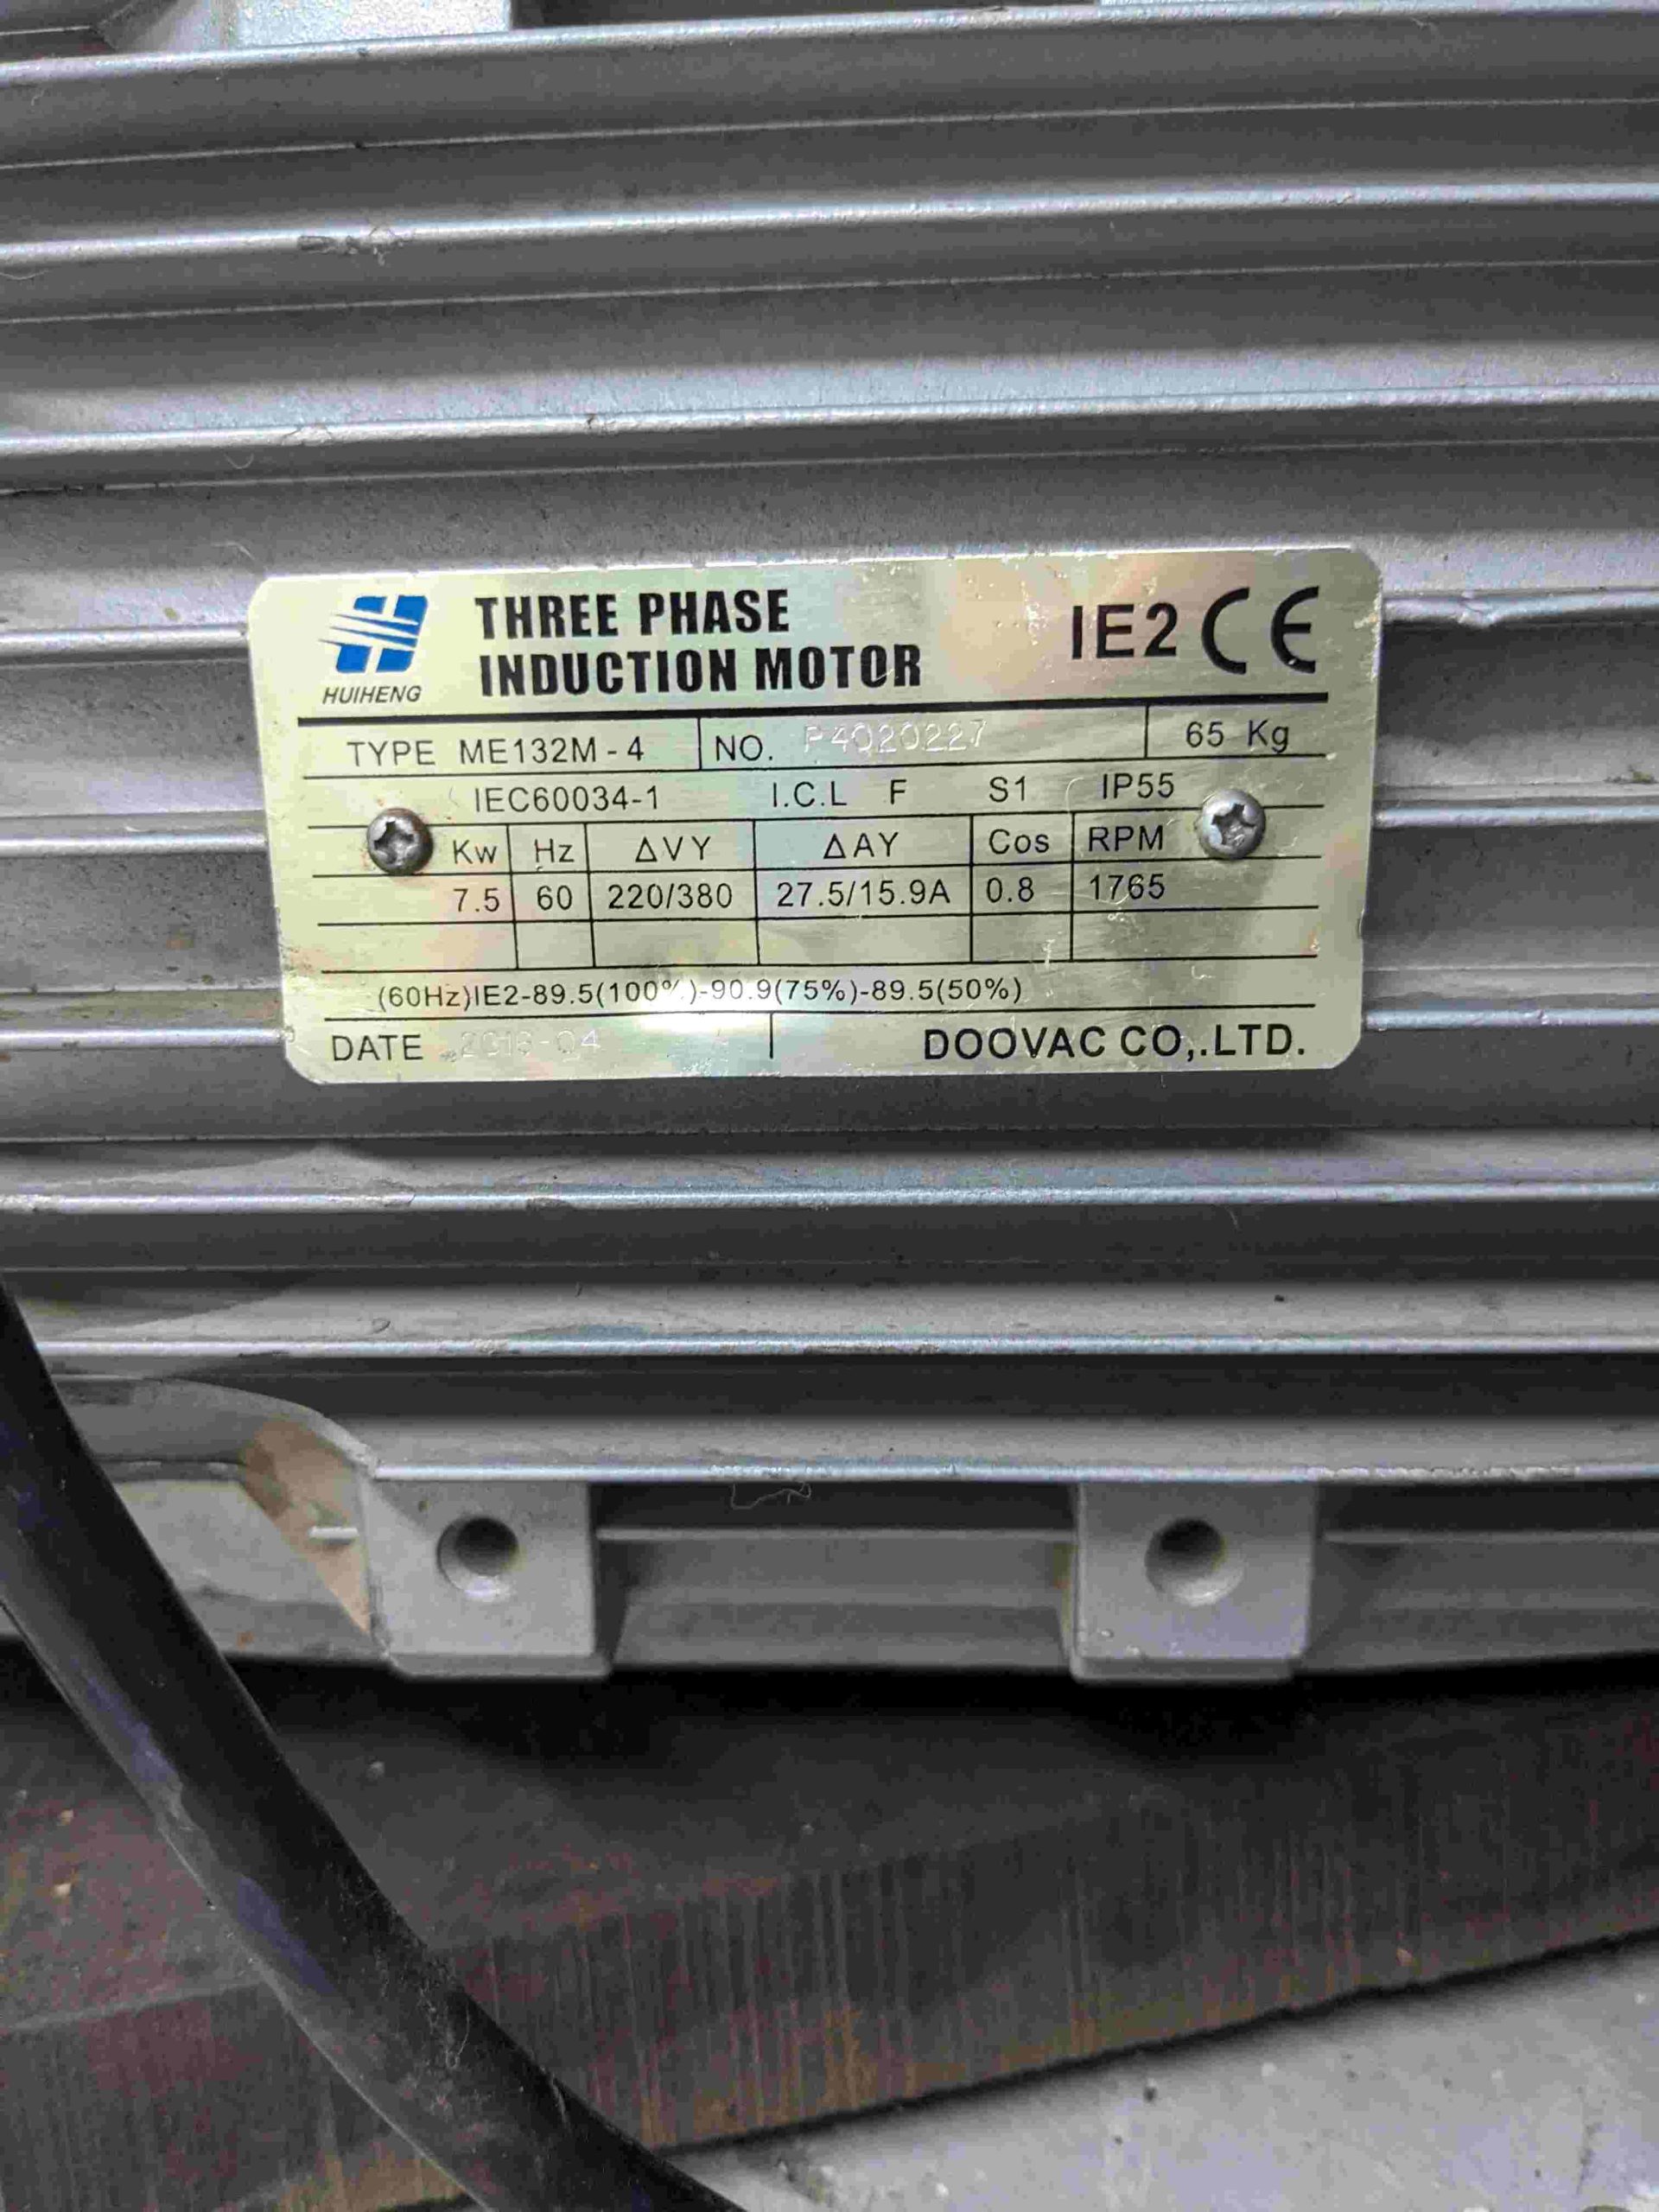 HUIHENG
THREE PHASE
INDUCTION MOTOR
IE2 CE
TYPE ME132M-4 NO. P4020227 65 Kg
IEC60034-1 I.C.L F S1 IP55
Kw Hz ΔVY ΔAY Cos RPM
7.5 60 220/380 27.5/15.9A 0.8 1765
(60Hz)IE2-89.5(100%)-90.9(75%)-89.5(50%)
DATE DOOVAC CO,.LTD.